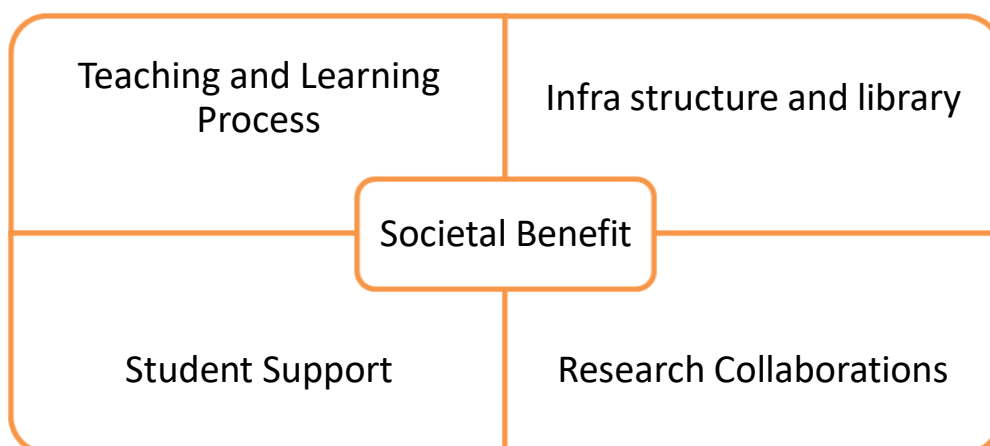 Teaching and Learning
Process
Infra structure and library
Societal Benefit
Student Support
Research Collaborations